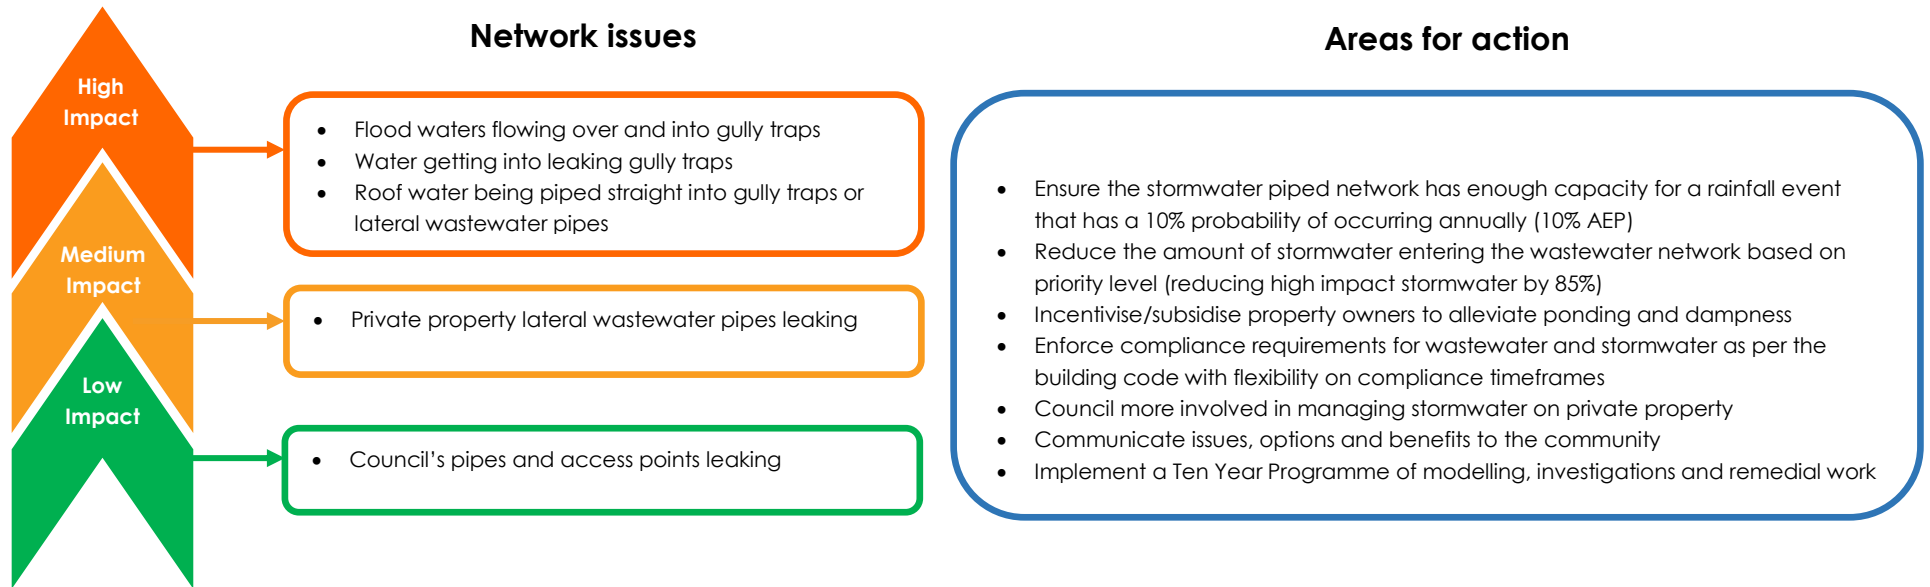 Network issues
Areas for action
High
Impact
• Flood waters flowing over and into gully traps
• Water getting into leaking gully traps
• Roof water being piped straight into gully traps or
lateral wastewater pipes
Medium
Impact
• Private property lateral wastewater pipes leaking
Low
Impact
• Council’s pipes and access points leaking
• Ensure the stormwater piped network has enough capacity for a rainfall event
that has a 10% probability of occurring annually (10% AEP)
• Reduce the amount of stormwater entering the wastewater network based on
priority level (reducing high impact stormwater by 85%)
• Incentivise/subsidise property owners to alleviate ponding and dampness
• Enforce compliance requirements for wastewater and stormwater as per the
building code with flexibility on compliance timeframes
• Council more involved in managing stormwater on private property
• Communicate issues, options and benefits to the community
• Implement a Ten Year Programme of modelling, investigations and remedial work